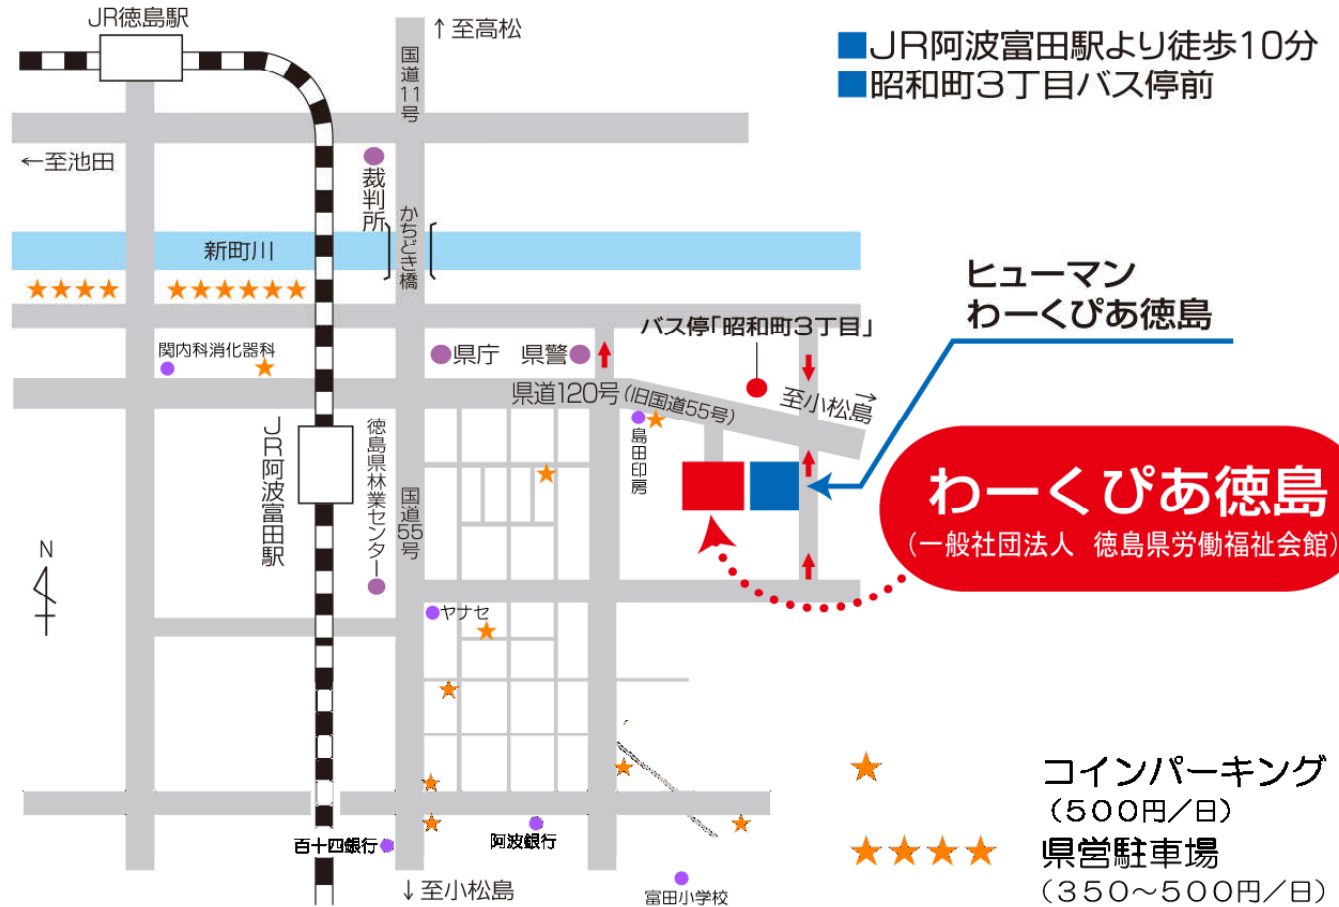 JR徳島駅
↑至高松
国道11号
■JR阿波富田駅より徒歩10分
■昭和町3丁目バス停前
←至池田
裁判所
かちどき橋
新町川
ヒューマン
わーくぴあ徳島
バス停「昭和町3丁目」
関内科消化器科
県庁
県警
県道120号(旧国道55号)
至小松島→
JR阿波富田駅
徳島県林業センター
国道55号
島田印房
わーくぴあ徳島
(一般社団法人 徳島県労働福祉会館)
N
ヤナセ
コインパーキング
(500円/日)
県営駐車場
(350~500円/日)
百十四銀行
阿波銀行
↓至小松島
富田小学校